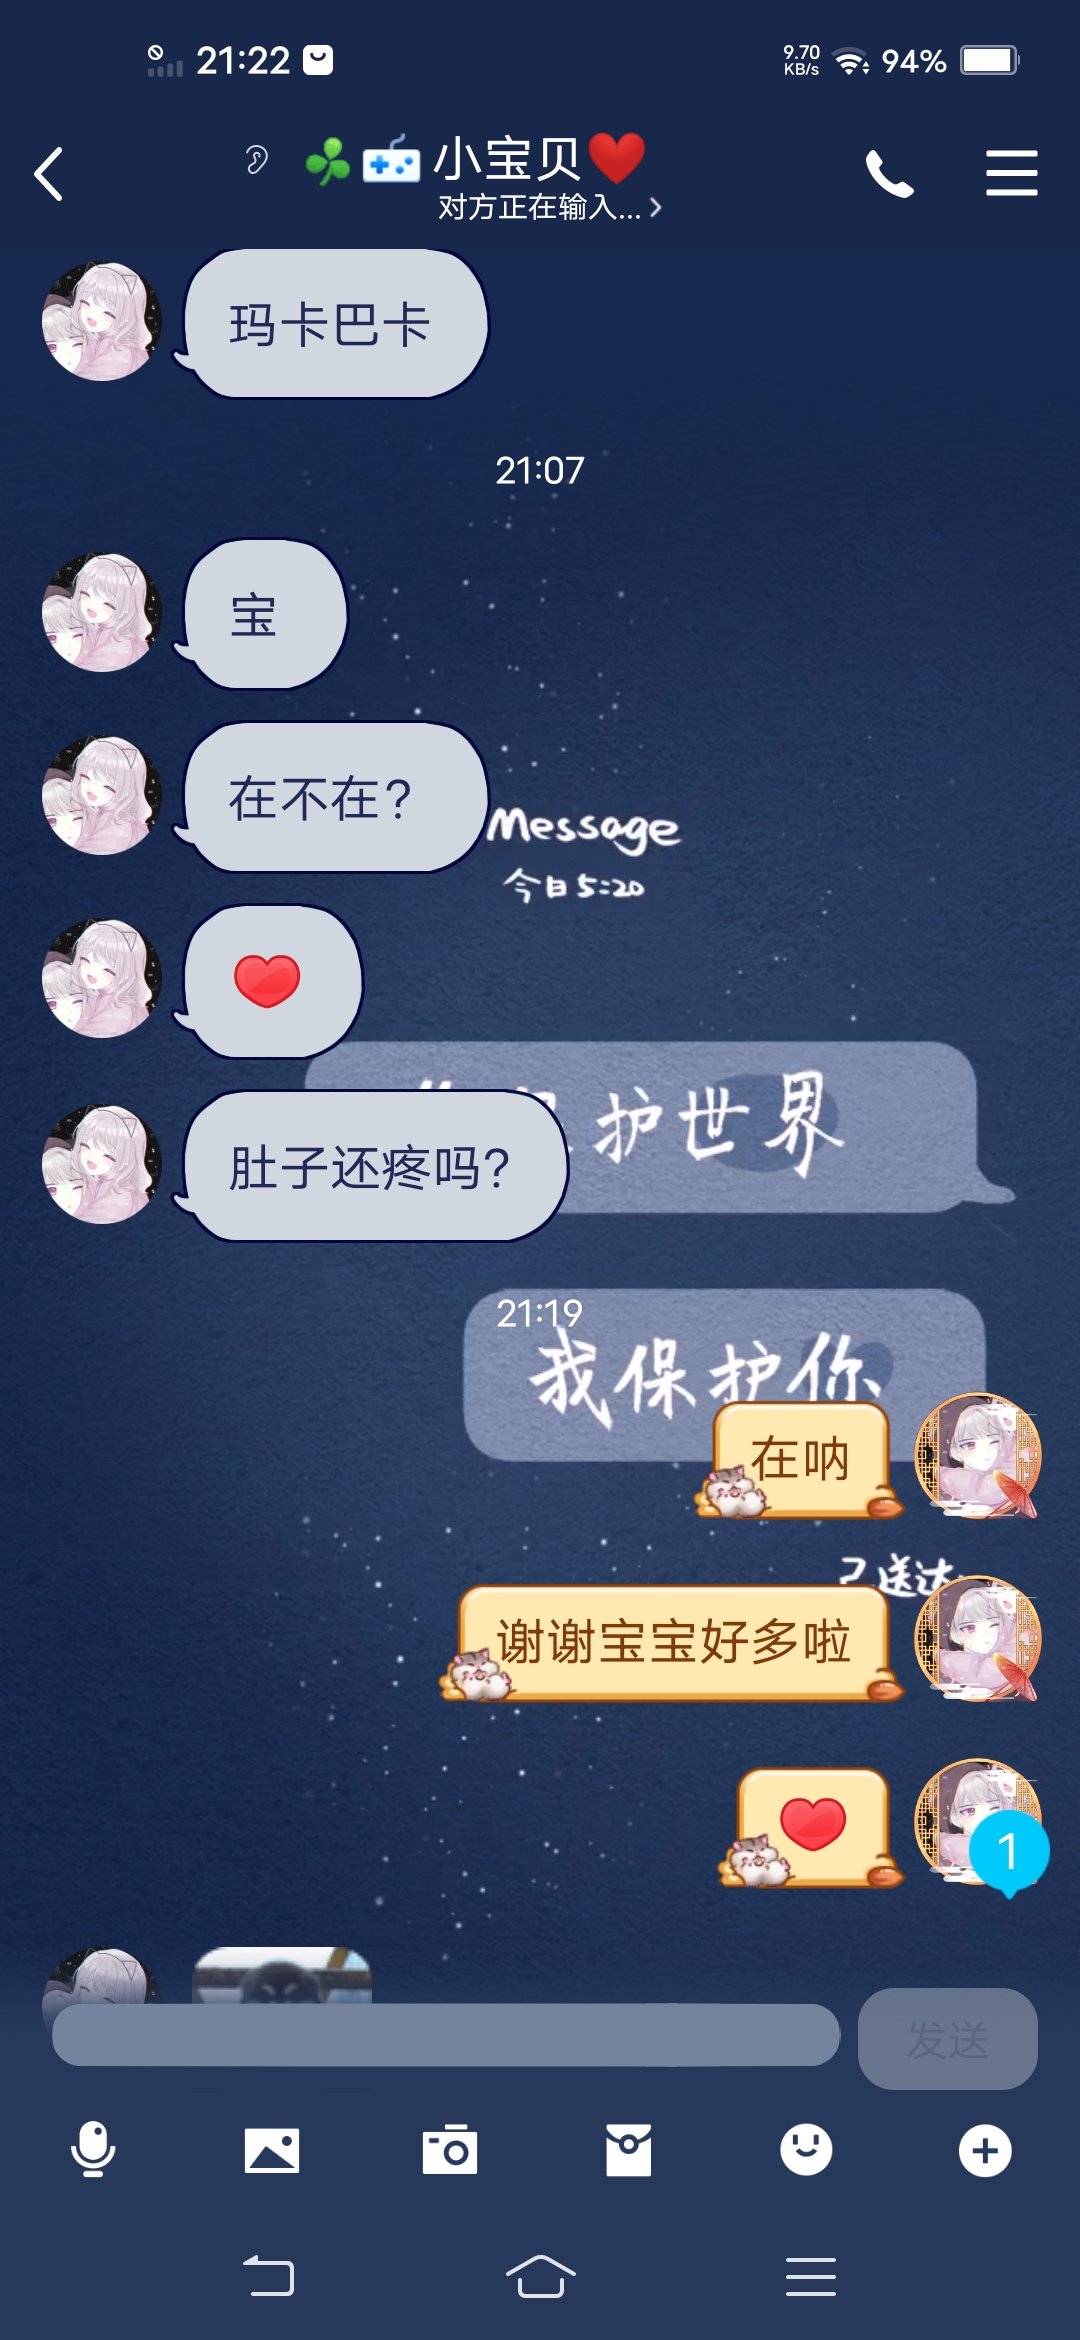 21:22
9.70
KB/s
94%
小宝贝
对方正在输入...
玛卡巴卡
21:07
宝
在不在?
Message
今日5:20
护世界
肚子还疼吗?
21:19
我保护你
在呐
已送达
谢谢宝宝好多啦
1
发送